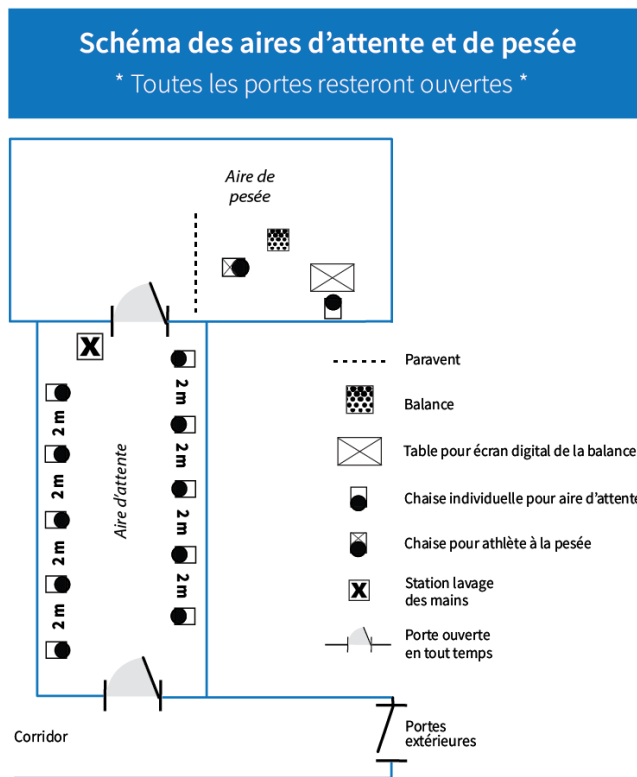 Schéma des aires d’attente et de pesée
* Toutes les portes resteront ouvertes *
Aire de
pesée
X
2 m
2 m
2 m
2 m
2 m
2 m
2 m
2 m
Aire d’attente
Paravent
Balance
Table pour écran digital de la balance
Chaise individuelle pour aire d’attente
Chaise pour athlète à la pesée
X
Station lavage
des mains
Porte ouverte
en tout temps
Corridor
Portes
extérieures